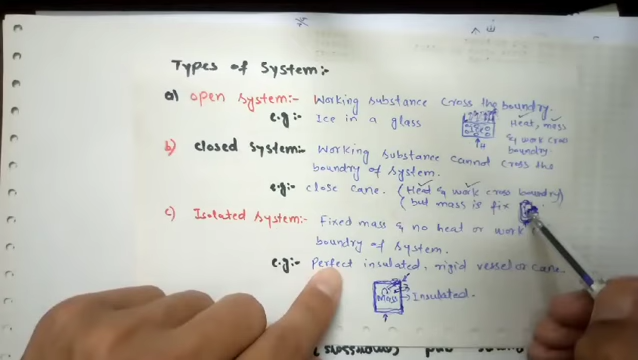 Types of System:-
a) open system:- Working substance cross the boundry.
e.g:- Ice in a glass
Heat, mass
& work cross
boundry.
H
b) closed system:- Working substance cannot cross the
boundry of system.
e.g:- close cane. (Heat & work cross boundry)
but mass is fix
c) Isolated system:- Fixed mass & no heat or work
boundry of system.
e.g:- Perfect insulated, rigid vessel or cane.
Mass
Insulated.